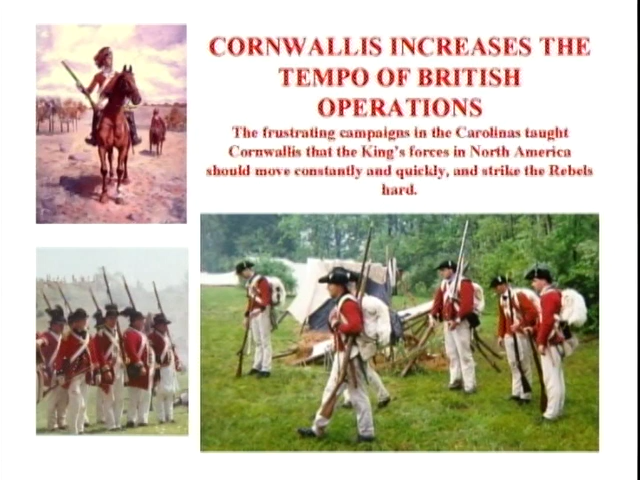 CORNWALLIS INCREASES THE
TEMPO OF BRITISH
OPERATIONS
The frustrating campaigns in the Carolinas taught
Cornwallis that the King's forces in North America
should move constantly and quickly, and strike the Rebels
hard.